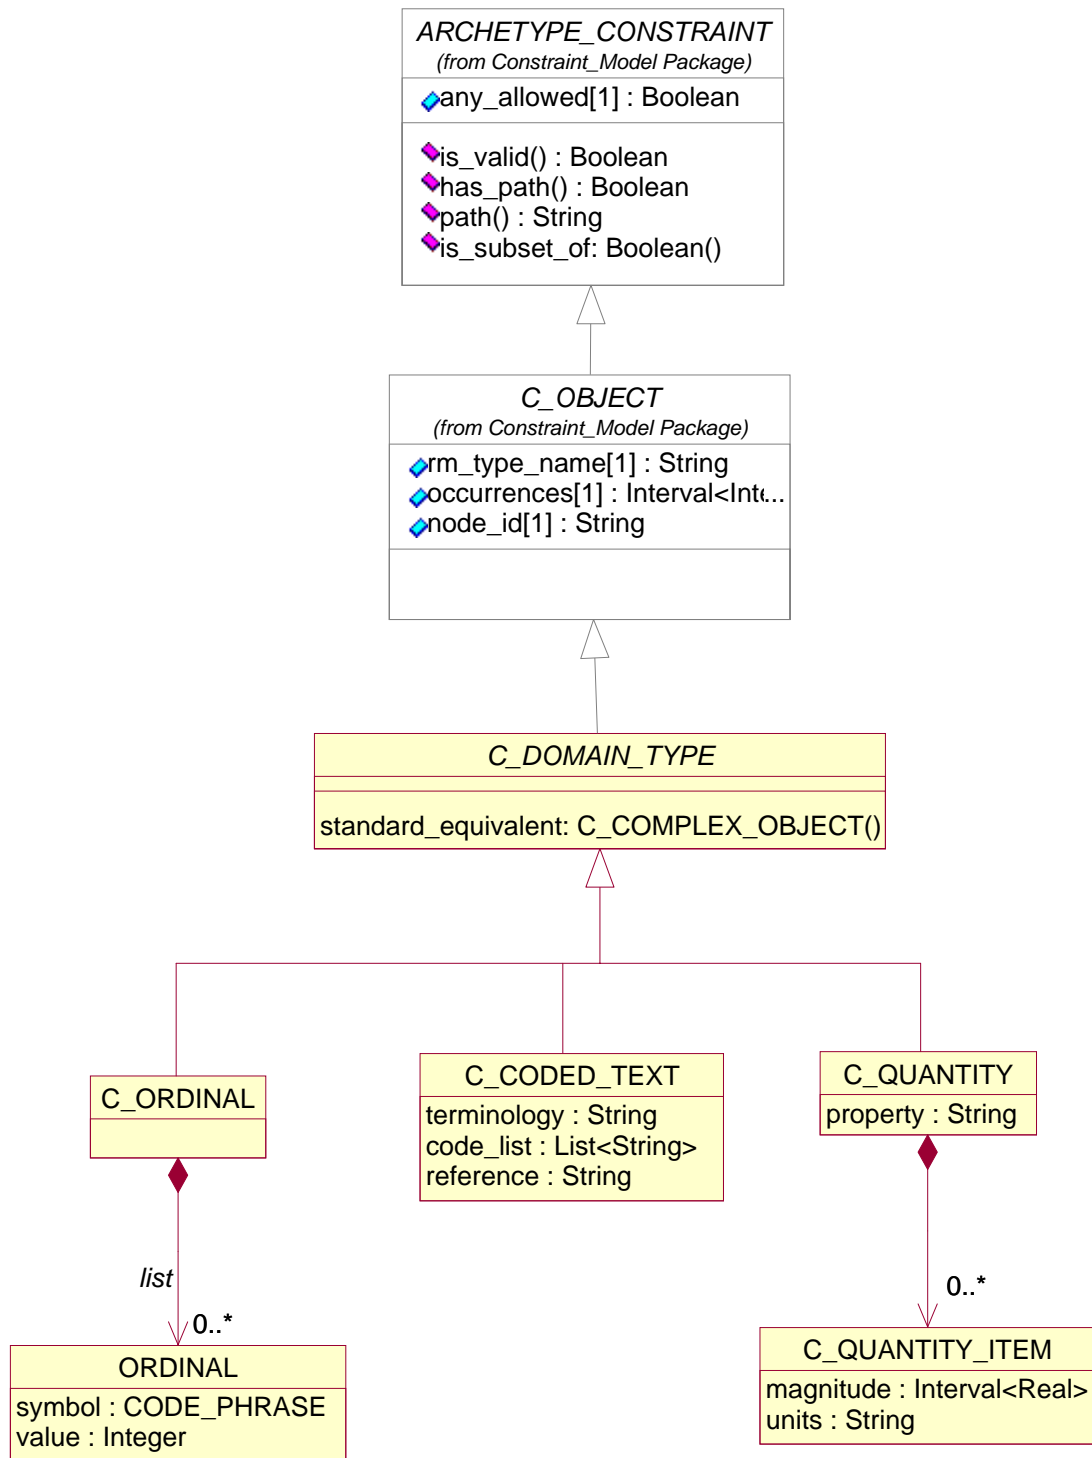 ARCHETYPE_CONSTRAINT
(from Constraint_Model Package)
any_allowed[1] : Boolean
is_valid() : Boolean
has_path() : Boolean
path() : String
is_subset_of: Boolean()
C_OBJECT
(from Constraint_Model Package)
rm_type_name[1] : String
occurrences[1] : Interval<Inte...
node_id[1] : String
C_DOMAIN_TYPE
standard_equivalent: C_COMPLEX_OBJECT()
C_ORDINAL
C_CODED_TEXT
terminology : String
code_list : List<String>
reference : String
C_QUANTITY
property : String
list
0..*
0..*
ORDINAL
symbol : CODE_PHRASE
value : Integer
C_QUANTITY_ITEM
magnitude : Interval<Real>
units : String